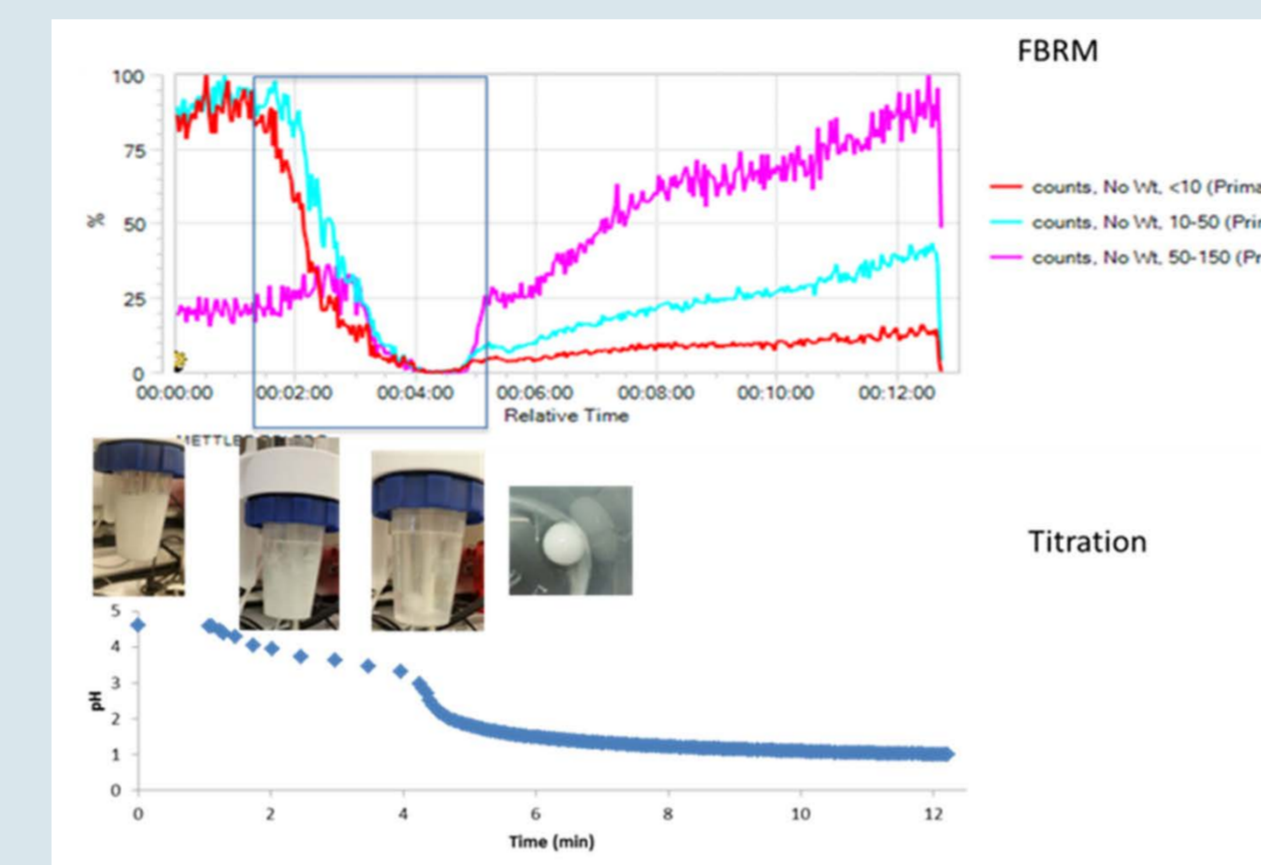 FBRM
100
75
50
25
0
%
00:00:00 00:02:00 00:04:00 00:06:00 00:08:00 00:10:00 00:12:00
Relative Time
counts, No Wt, <10 (Prima
counts, No Wt, 10-50 (Prin
counts, No Wt, 50-150 (Pr
Titration
5
4
3
2
1
0
pH
0 2 4 6 8 10 12
Time (min)